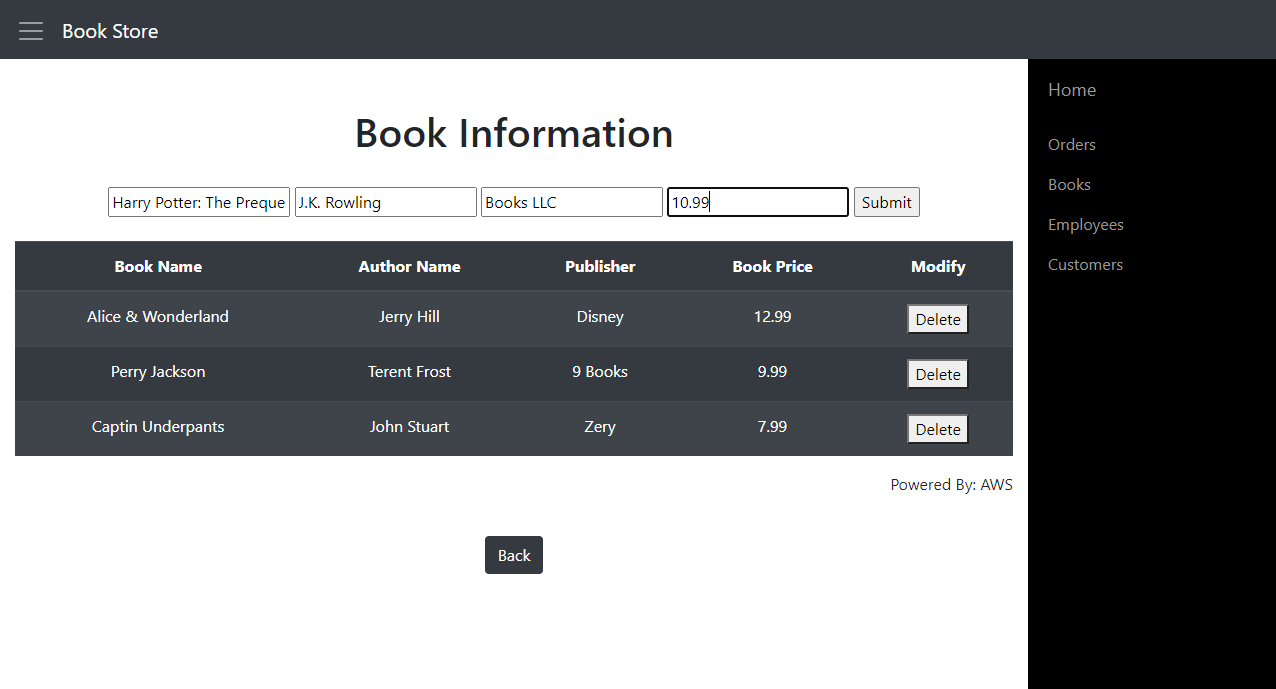 Book Store
Home
Orders
Books
Employees
Customers
Book Information
Harry Potter: The Preque J.K. Rowling Books LLC 10.99 Submit
Book Name Author Name Publisher Book Price Modify
Alice & Wonderland Jerry Hill Disney 12.99 Delete
Perry Jackson Terent Frost 9 Books 9.99 Delete
Captin Underpants John Stuart Zery 7.99 Delete
Powered By: AWS
Back